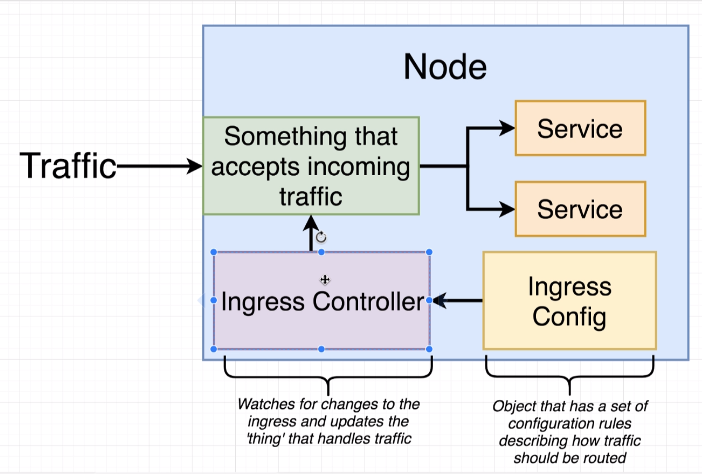 Node
Something that
accepts incoming
traffic
Traffic
Service
Service
Ingress Controller
Ingress
Config
Watches for changes to the
ingress and updates the
'thing' that handles traffic
Object that has a set of
configuration rules
describing how traffic
should be routed